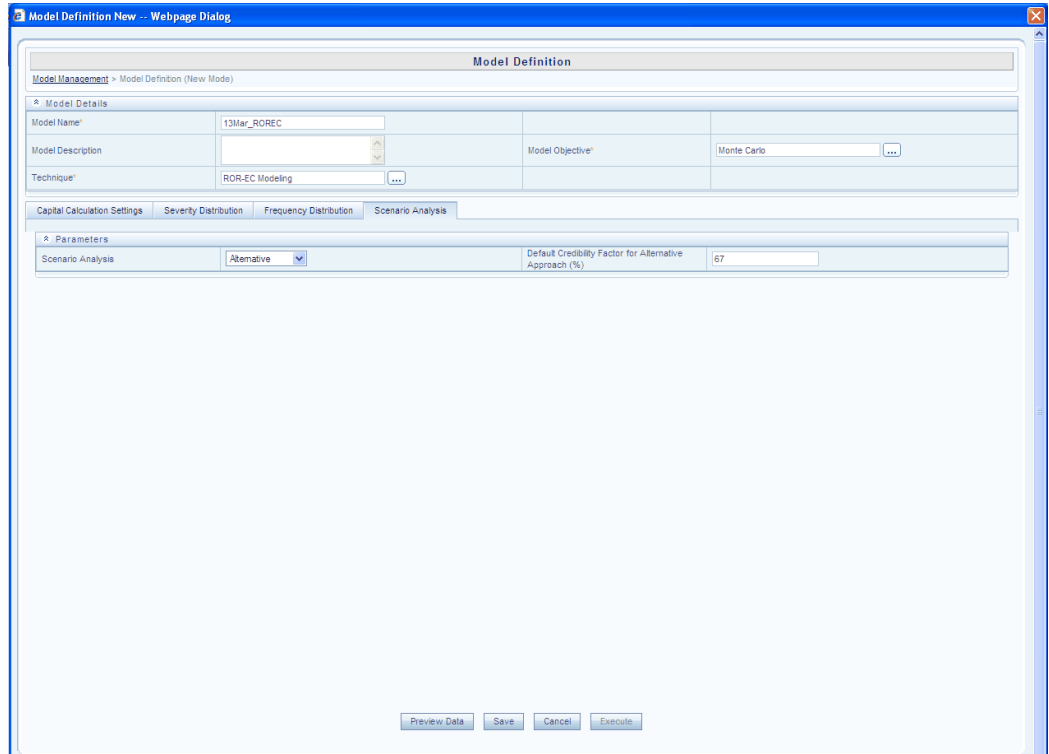 Model Definition New -- Webpage Dialog
Model Definition
Model Management > Model Definition (New Mode)
Model Details
Model Name* 13Mar_ROREC
Model Description Model Objective* Monte Carlo ...
Technique* ROR-EC Modeling ...
Capital Calculation Settings Severity Distribution Frequency Distribution Scenario Analysis
Parameters
Scenario Analysis Alternative Default Credibility Factor for Alternative Approach (%) 67
Preview Data Save Cancel Execute